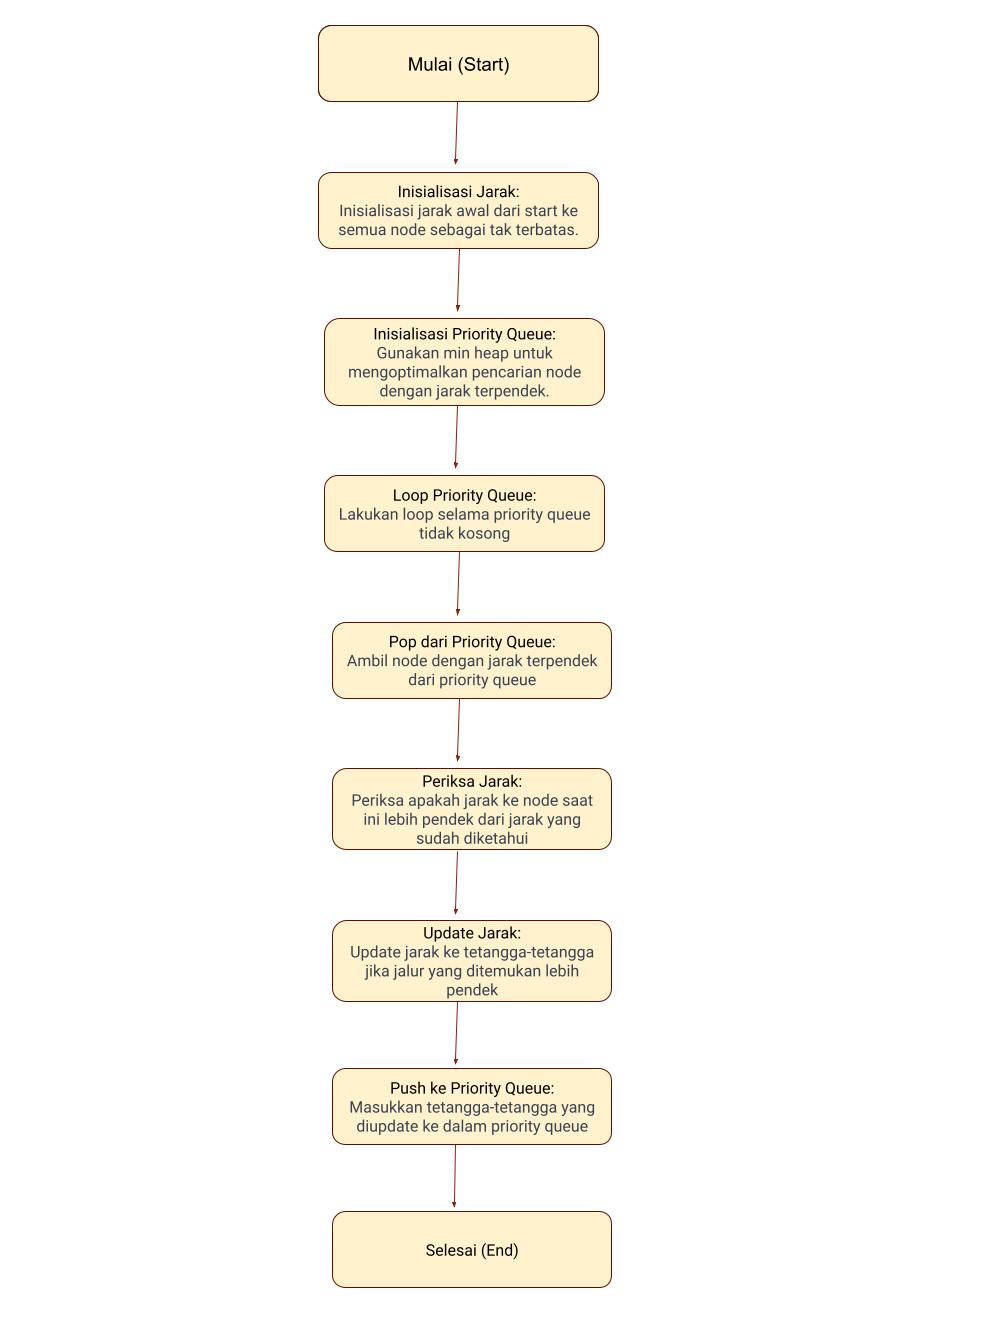 Mulai (Start)
Inisialisasi Jarak:
Inisialisasi jarak awal dari start ke
semua node sebagai tak terbatas.
Inisialisasi Priority Queue:
Gunakan min heap untuk
mengoptimalkan pencarian node
dengan jarak terpendek.
Loop Priority Queue:
Lakukan loop selama priority queue
tidak kosong
Pop dari Priority Queue:
Ambil node dengan jarak terpendek
dari priority queue
Periksa Jarak:
Periksa apakah jarak ke node saat
ini lebih pendek dari jarak yang
sudah diketahui
Update Jarak:
Update jarak ke tetangga-tetangga
jika jalur yang ditemukan lebih
pendek
Push ke Priority Queue:
Masukkan tetangga-tetangga yang
diupdate ke dalam priority queue
Selesai (End)